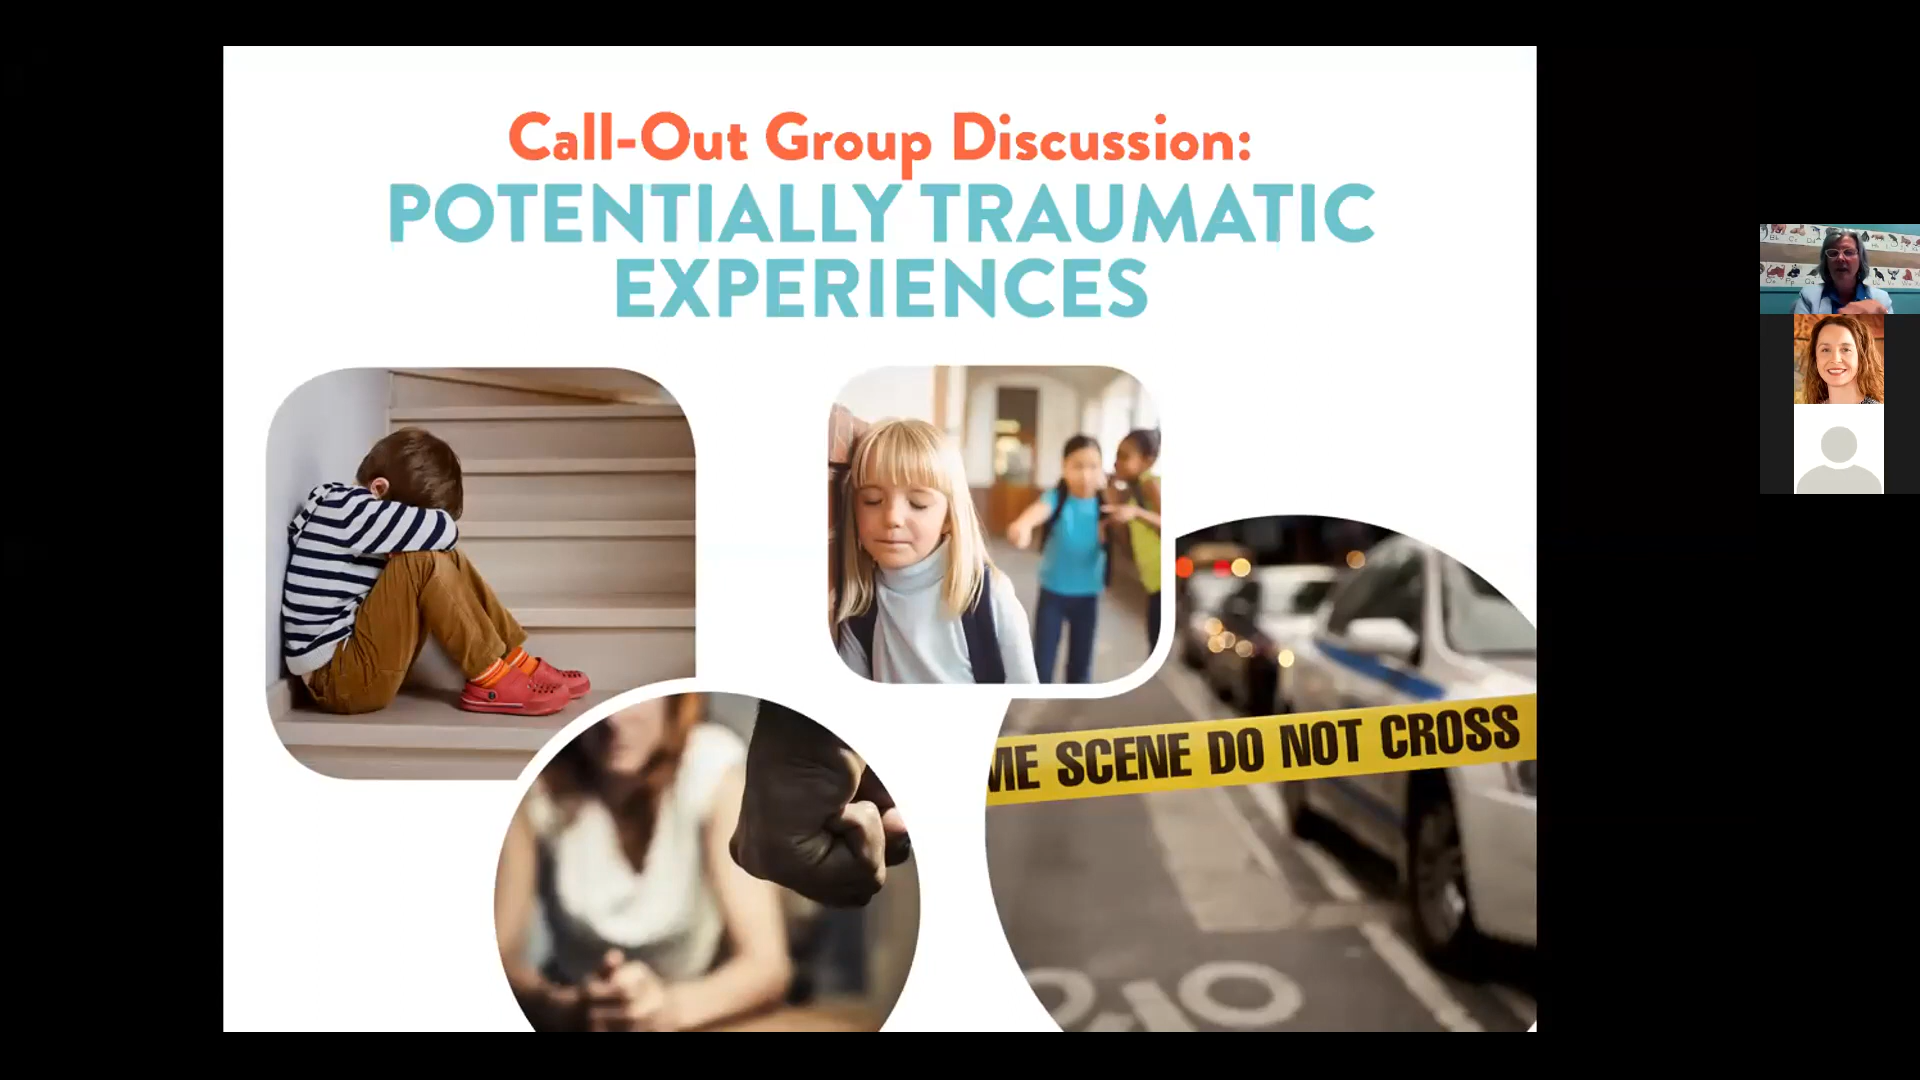 Call-Out Group Discussion:
POTENTIALLY TRAUMATIC
EXPERIENCES
ME SCENE DO NOT CROSS